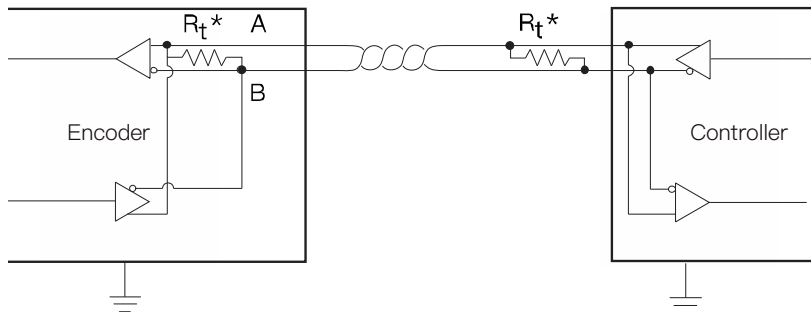 Rt* A
Rt*
B
Encoder
Controller